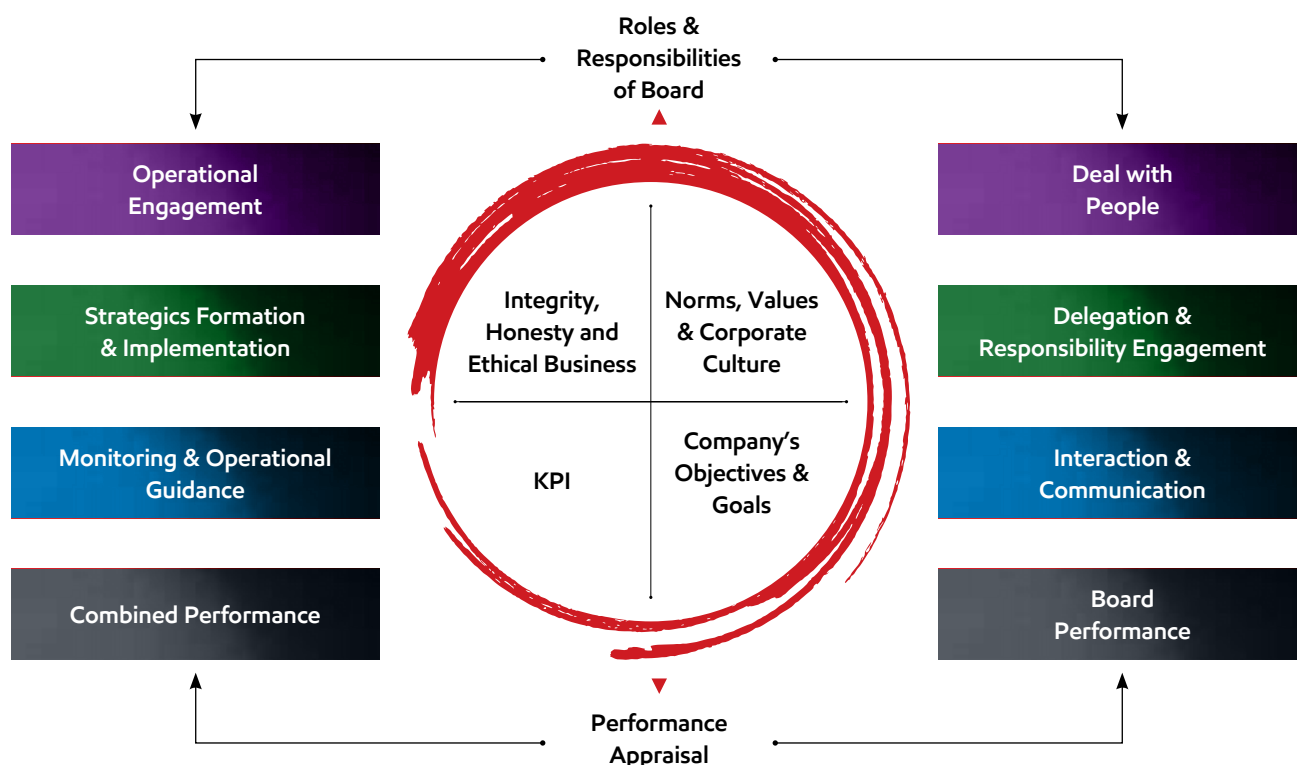 Roles &
Responsibilities
of Board
Operational
Engagement
Deal with
People
Strategics Formation
& Implementation
Integrity,
Honesty and
Ethical Business
Norms, Values
& Corporate
Culture
Delegation &
Responsibility Engagement
Monitoring & Operational
Guidance
KPI
Company's
Objectives &
Goals
Interaction &
Communication
Combined Performance
Board
Performance
Performance
Appraisal